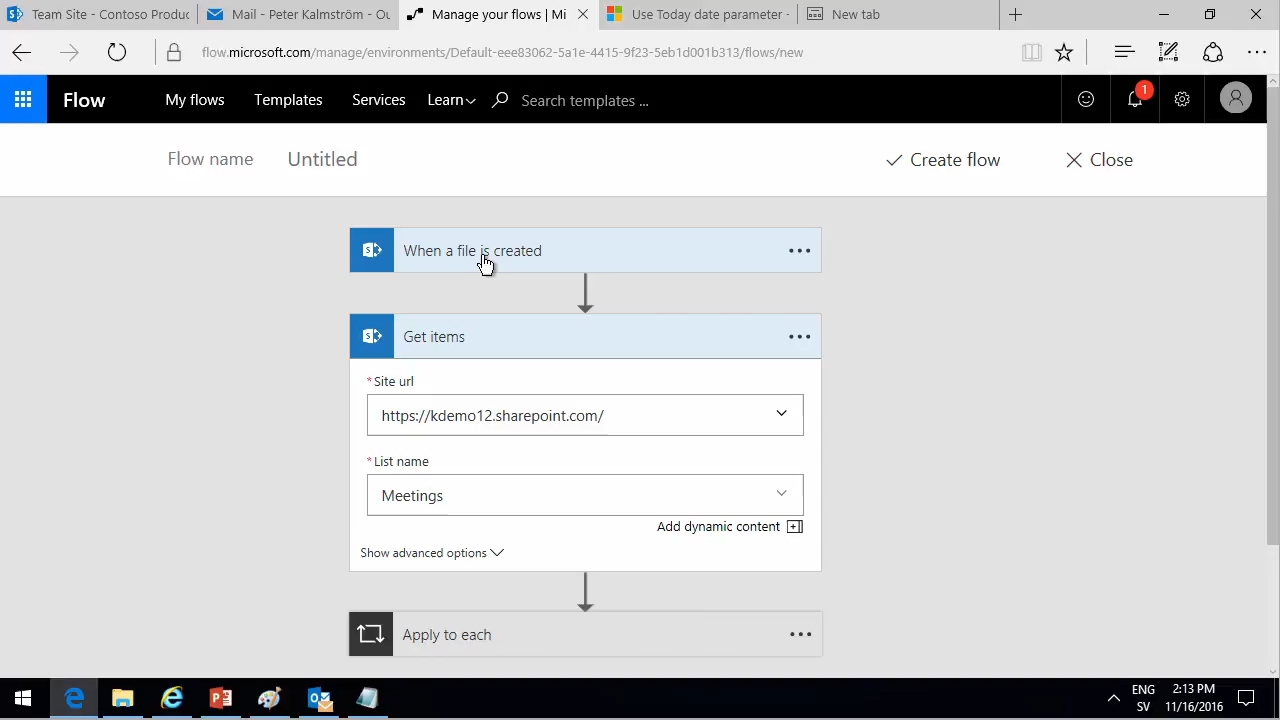 Team Site - Contoso Produc
Mail - Peter Kalmström - Ou
Manage your flows | Mi
Use Today date parameter -
New tab
flow.microsoft.com/manage/environments/Default-eee83062-5a1e-4415-9f23-5eb1d001b313/flows/new
Flow
My flows
Templates
Services
Learn
Search templates ...
1
Flow name
Untitled
Create flow
Close
When a file is created
Get items
*Site url
https://kdemo12.sharepoint.com/
*List name
Meetings
Add dynamic content
Show advanced options
Apply to each
ENG
SV
2:13 PM
11/16/2016